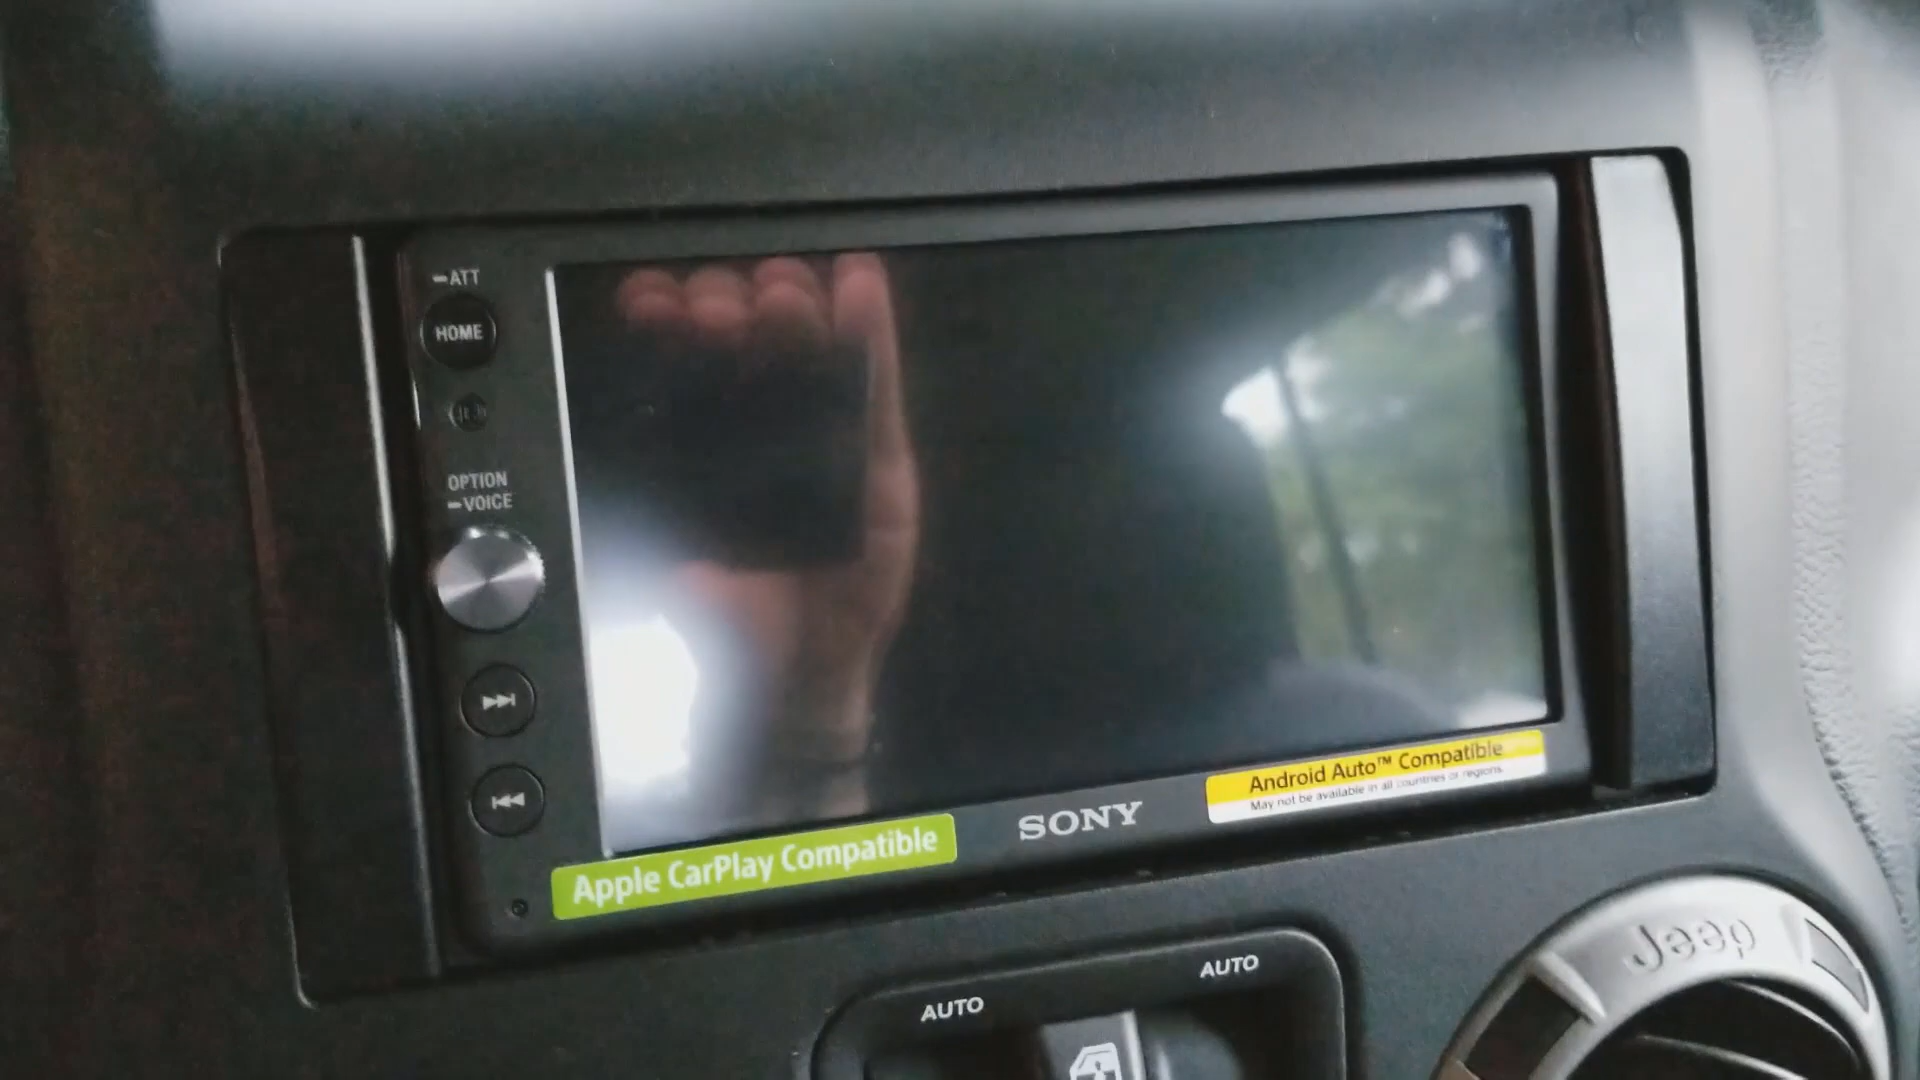 ATT
HOME
OPTION
VOICE
Apple CarPlay Compatible
SONY
Android Auto™ Compatible
May not be available in all countries or regions.
AUTO
AUTO
Jeep